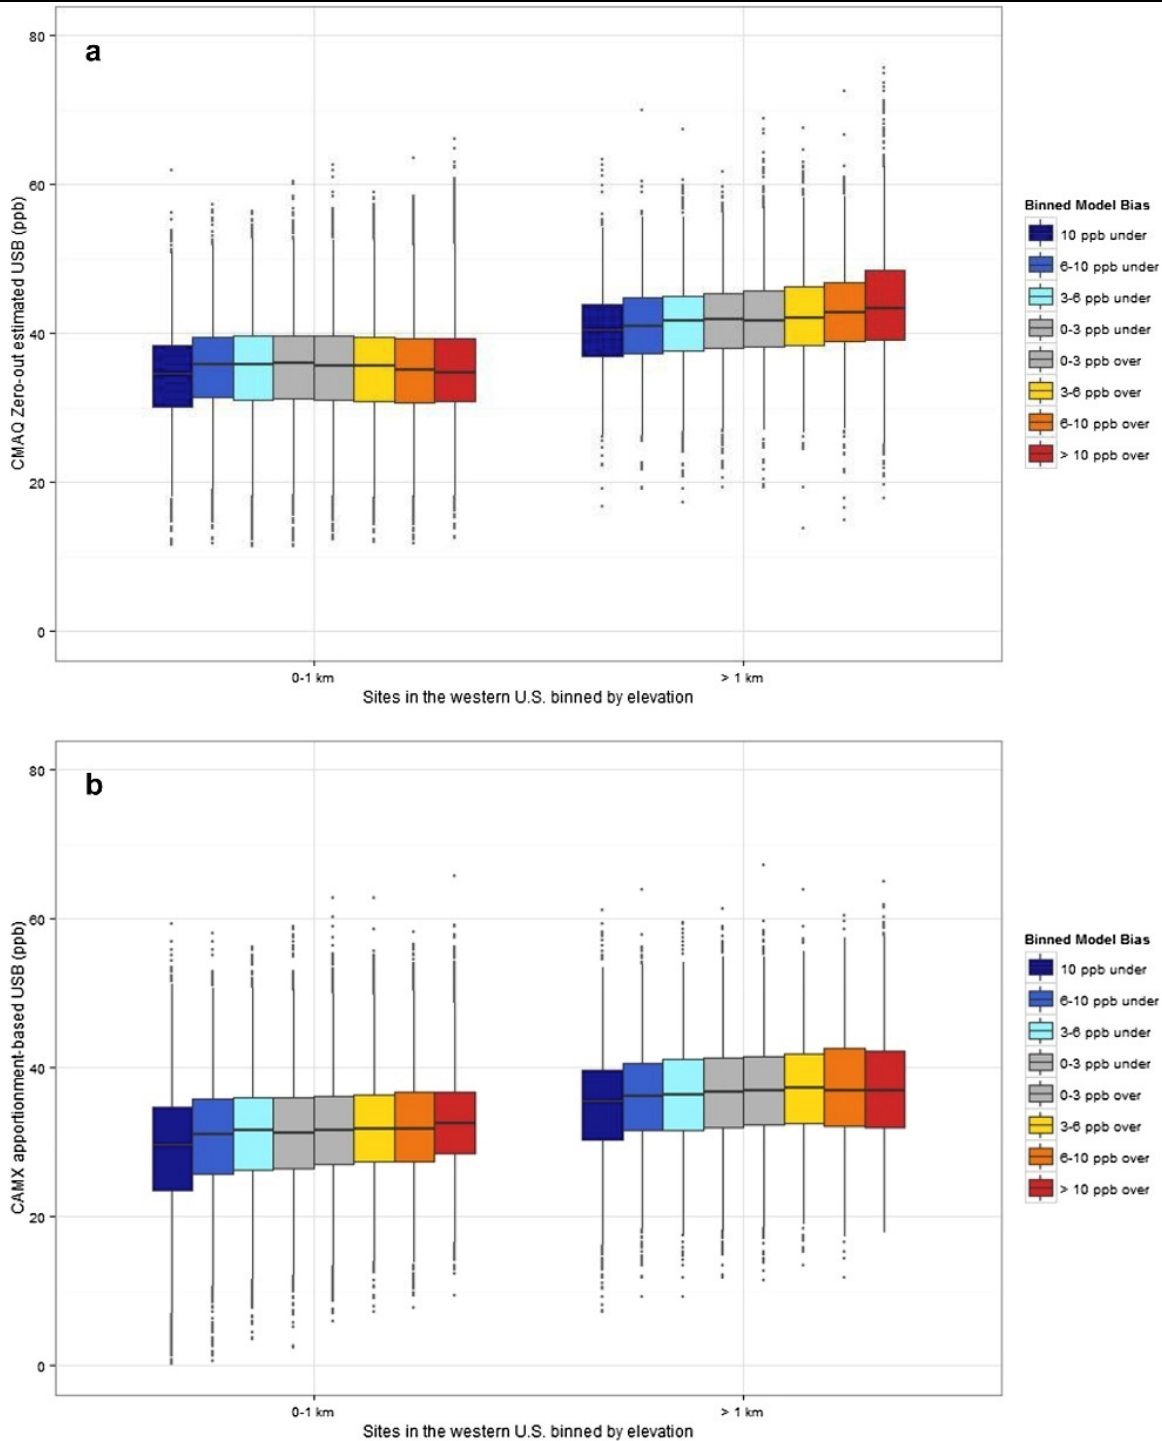 a
80
60
40
20
0
CMAQ Zero-out estimated USB (ppb)
0-1 km
> 1 km
Sites in the western U.S. binned by elevation
Binned Model Bias
10 ppb under
6-10 ppb under
3-6 ppb under
0-3 ppb under
0-3 ppb over
3-6 ppb over
6-10 ppb over
> 10 ppb over
b
80
60
40
20
0
CAMX apportionment-based USB (ppb)
0-1 km
> 1 km
Sites in the western U.S. binned by elevation
Binned Model Bias
10 ppb under
6-10 ppb under
3-6 ppb under
0-3 ppb under
0-3 ppb over
3-6 ppb over
6-10 ppb over
> 10 ppb over